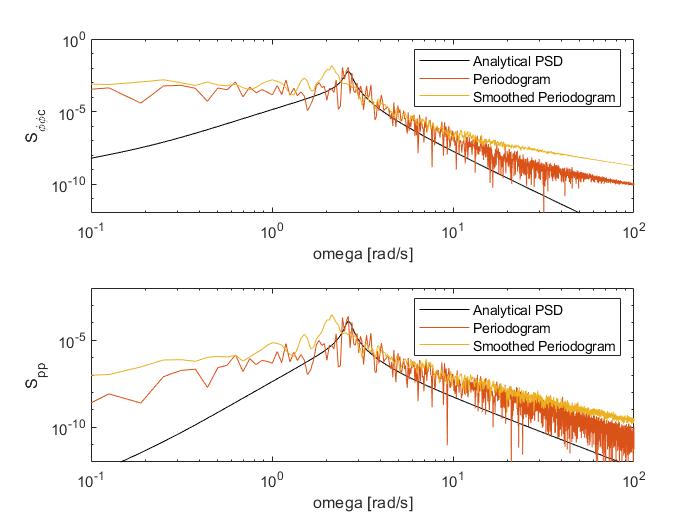 10^0
10^-5
10^-10
S_ϕϕc
Analytical PSD
Periodogram
Smoothed Periodogram
10^-1
10^0
10^1
10^2
omega [rad/s]
10^-5
10^-10
S_pp
Analytical PSD
Periodogram
Smoothed Periodogram
10^-1
10^0
10^1
10^2
omega [rad/s]